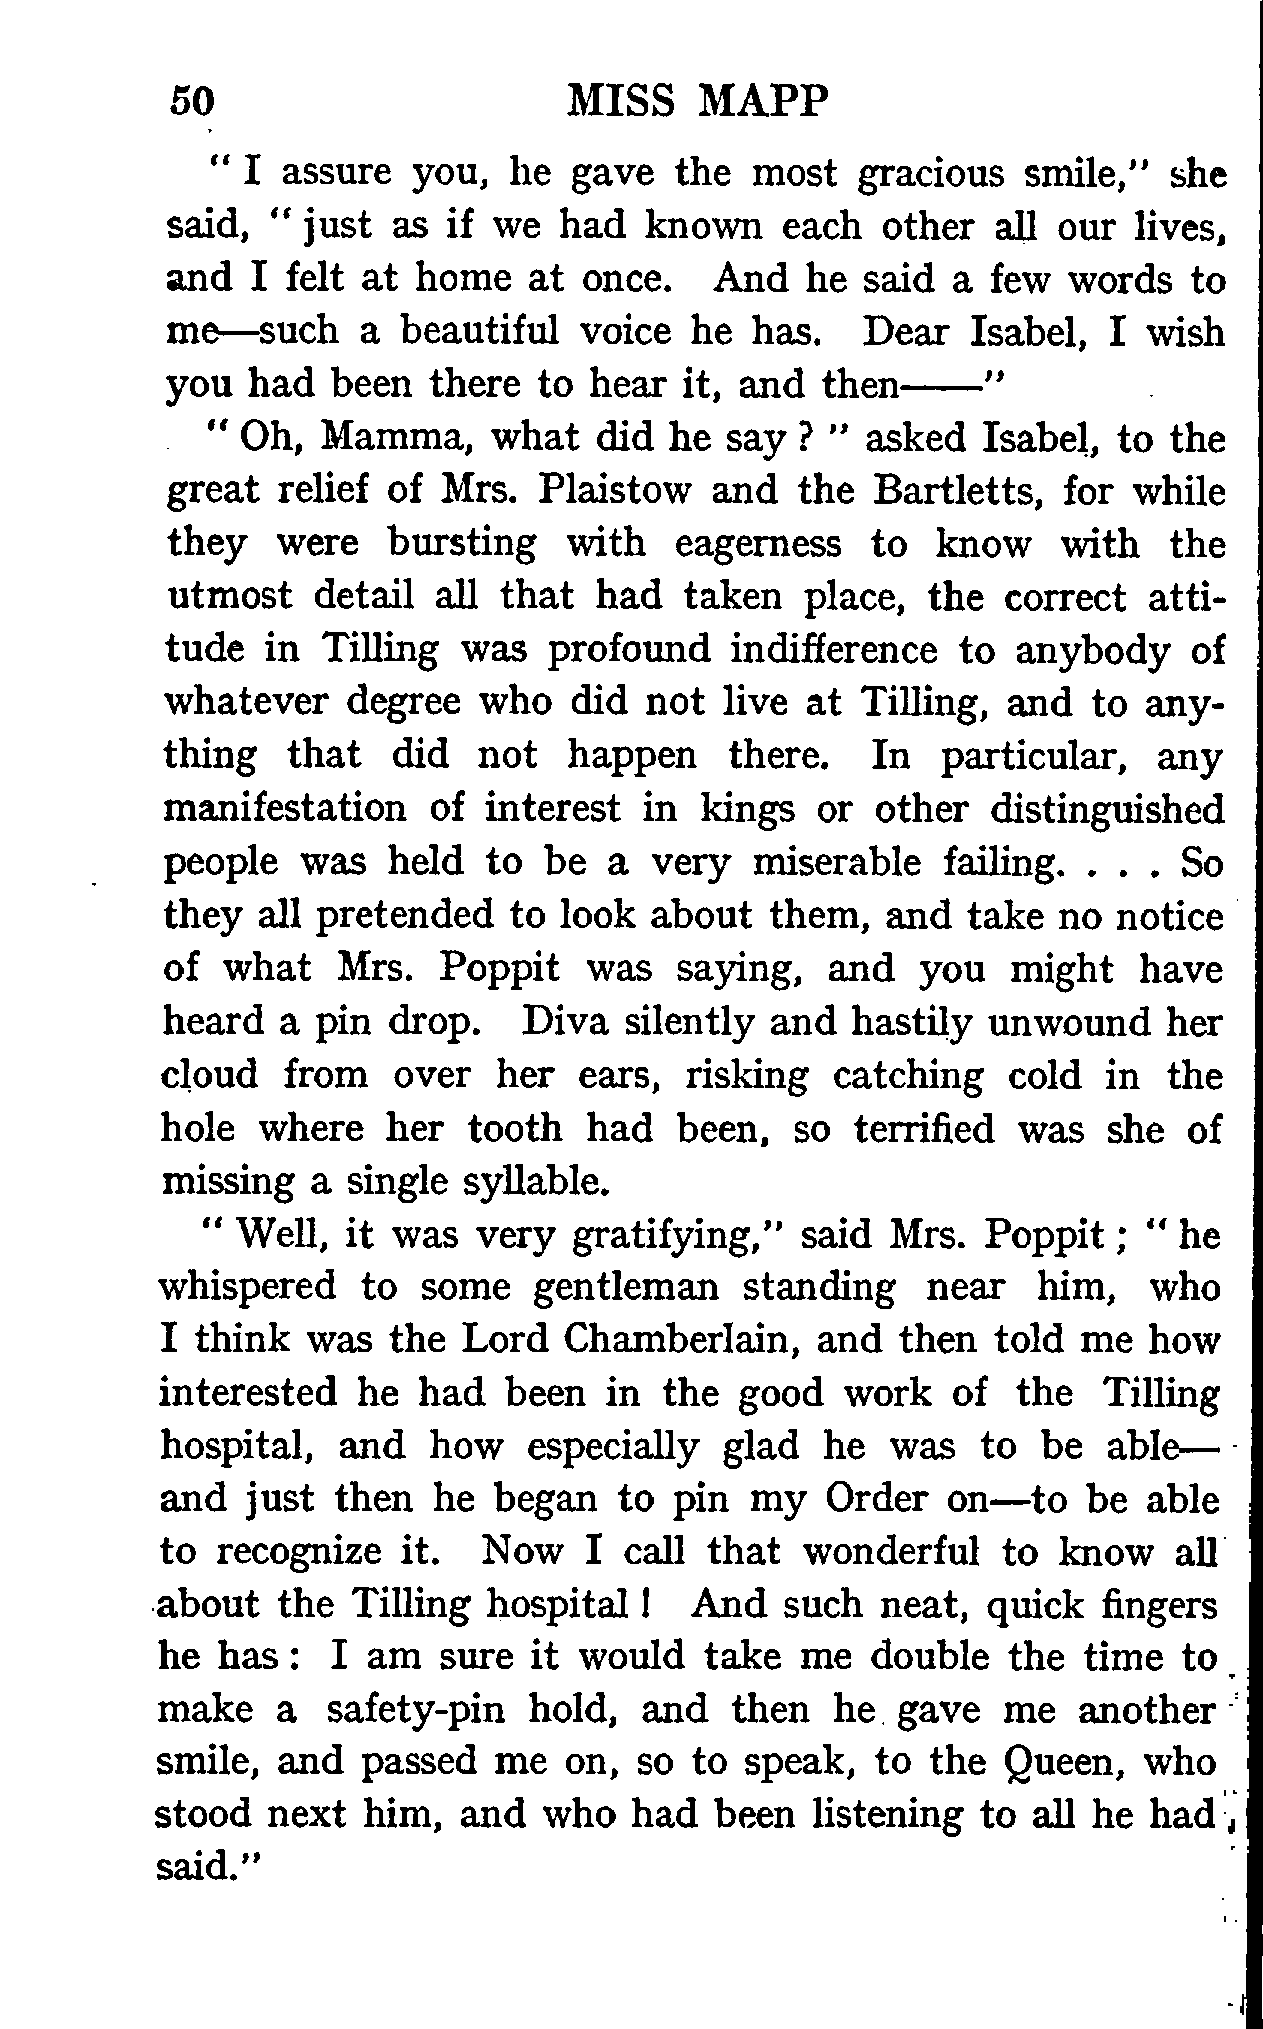 50 MISS MAPP
" I assure you, he gave the most gracious smile," she
said, " just as if we had known each other all our lives,
and I felt at home at once. And he said a few words to
me—such a beautiful voice he has. Dear Isabel, I wish
you had been there to hear it, and then——"
" Oh, Mamma, what did he say ? " asked Isabel, to the
great relief of Mrs. Plaistow and the Bartletts, for while
they were bursting with eagerness to know with the
utmost detail all that had taken place, the correct atti-
tude in Tilling was profound indifference to anybody of
whatever degree who did not live at Tilling, and to any-
thing that did not happen there. In particular, any
manifestation of interest in kings or other distinguished
people was held to be a very miserable failing. . . . So
they all pretended to look about them, and take no notice
of what Mrs. Poppit was saying, and you might have
heard a pin drop. Diva silently and hastily unwound her
cloud from over her ears, risking catching cold in the
hole where her tooth had been, so terrified was she of
missing a single syllable.
" Well, it was very gratifying," said Mrs. Poppit ; " he
whispered to some gentleman standing near him, who
I think was the Lord Chamberlain, and then told me how
interested he had been in the good work of the Tilling
hospital, and how especially glad he was to be able—
and just then he began to pin my Order on—to be able
to recognize it. Now I call that wonderful to know all
about the Tilling hospital ! And such neat, quick fingers
he has : I am sure it would take me double the time to
make a safety-pin hold, and then he gave me another
smile, and passed me on, so to speak, to the Queen, who
stood next him, and who had been listening to all he had
said."